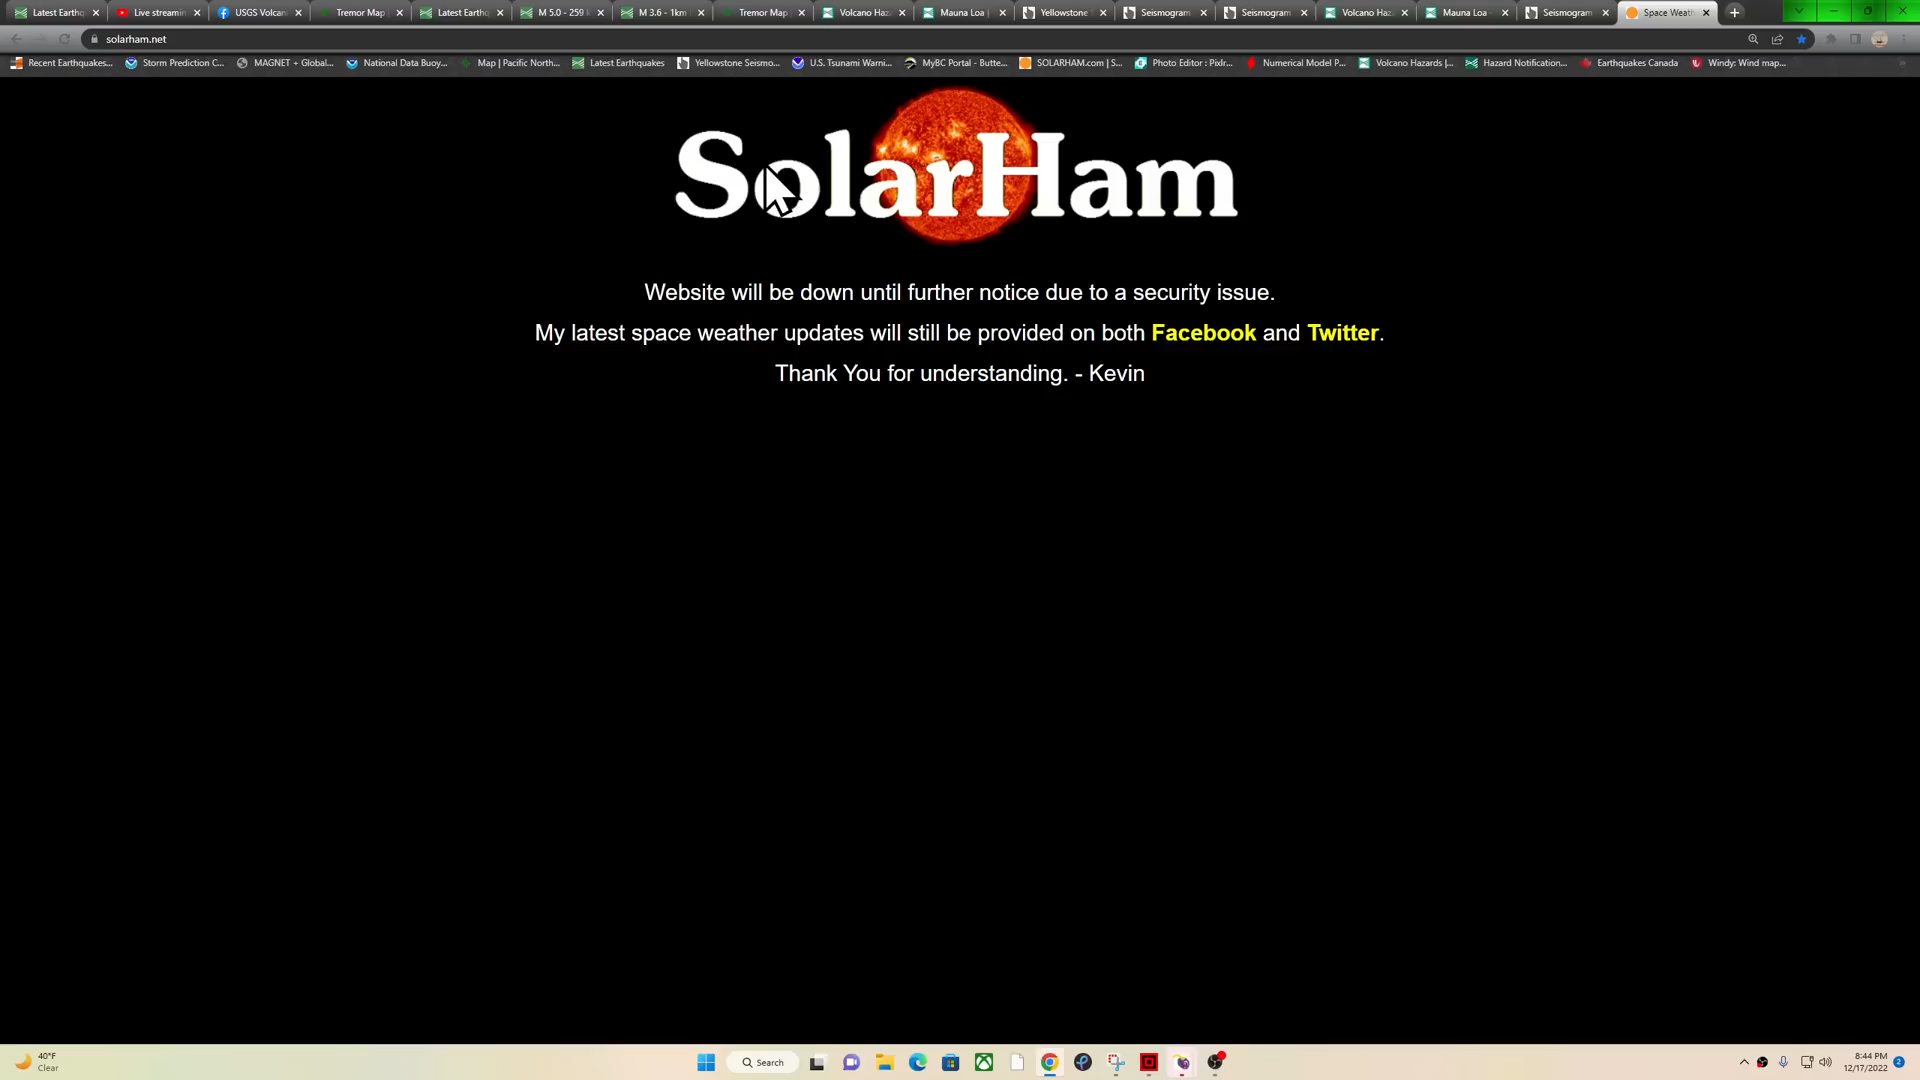 Latest Earthq
Live streamin
USGS Volcan
Tremor Map
Latest Earthq
M 5.0 - 259
M 3.6 - 1km
Tremor Map
Volcano Haz
Mauna Loa
Yellowstone
Seismogram
Seismogram
Volcano Haz
Mauna Loa -
Seismogram
Space Weath
solarham.net
Recent Earthquakes...
Storm Prediction C...
MAGNET + Global...
National Data Buoy...
Map | Pacific North...
Latest Earthquakes
Yellowstone Seismo...
U.S. Tsunami Warni...
MyBC Portal - Butte...
SOLARHAM.com | S...
Photo Editor : Pixlr...
Numerical Model P...
Volcano Hazards |...
Hazard Notification...
Earthquakes Canada
Windy: Wind map...
SolarHam
Website will be down until further notice due to a security issue.
My latest space weather updates will still be provided on both Facebook and Twitter.
Thank You for understanding. - Kevin
40°F
Clear
Search
8:44 PM
12/17/2022
2